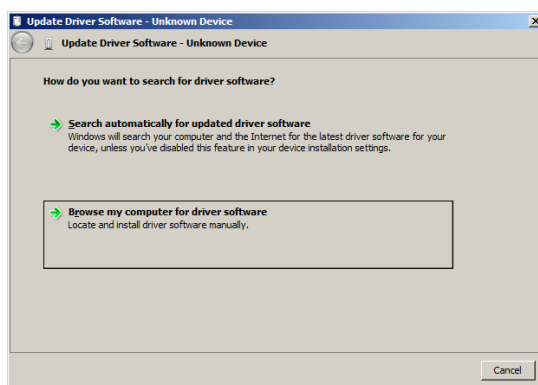 Update Driver Software - Unknown Device
Update Driver Software - Unknown Device
How do you want to search for driver software?
Search automatically for updated driver software
Windows will search your computer and the Internet for the latest driver software for your
device, unless you've disabled this feature in your device installation settings.
Browse my computer for driver software
Locate and install driver software manually.
Cancel